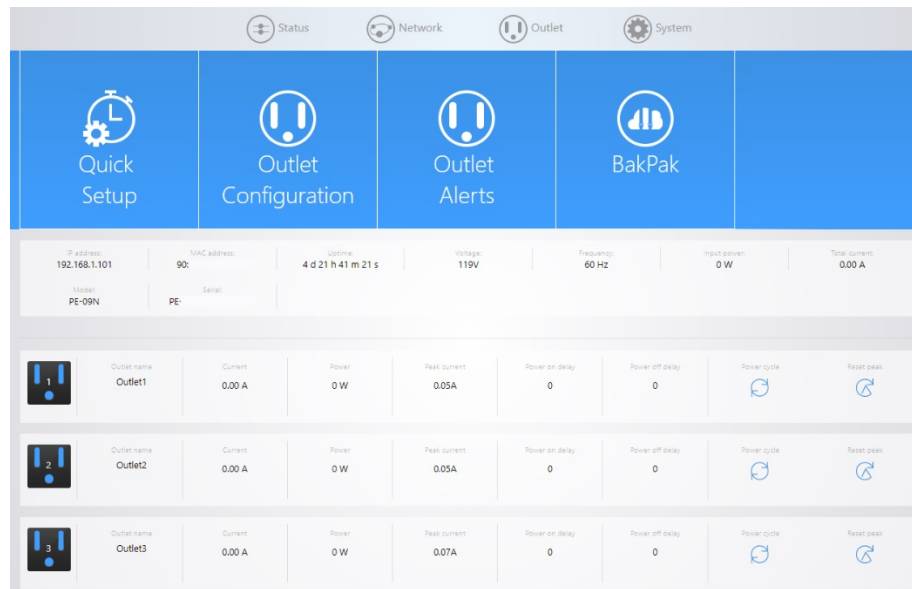 Status Network Outlet System
Quick Setup
Outlet Configuration
Outlet Alerts
BakPak
IP address: MAC address: Uptime: Voltage: Frequency: Input power: Total current:
192.168.1.101 90: 4 d 21 h 41 m 21 s 119V 60 Hz 0 W 0.00 A
Model: Serial:
PE-09N PE-
Outlet name Current Power Peak current Power on delay Power off delay Power cycle Reset peak
1 Outlet1 0.00 A 0 W 0.05A 0 0
Outlet name Current Power Peak current Power on delay Power off delay Power cycle Reset peak
2 Outlet2 0.00 A 0 W 0.05A 0 0
Outlet name Current Power Peak current Power on delay Power off delay Power cycle Reset peak
3 Outlet3 0.00 A 0 W 0.07A 0 0